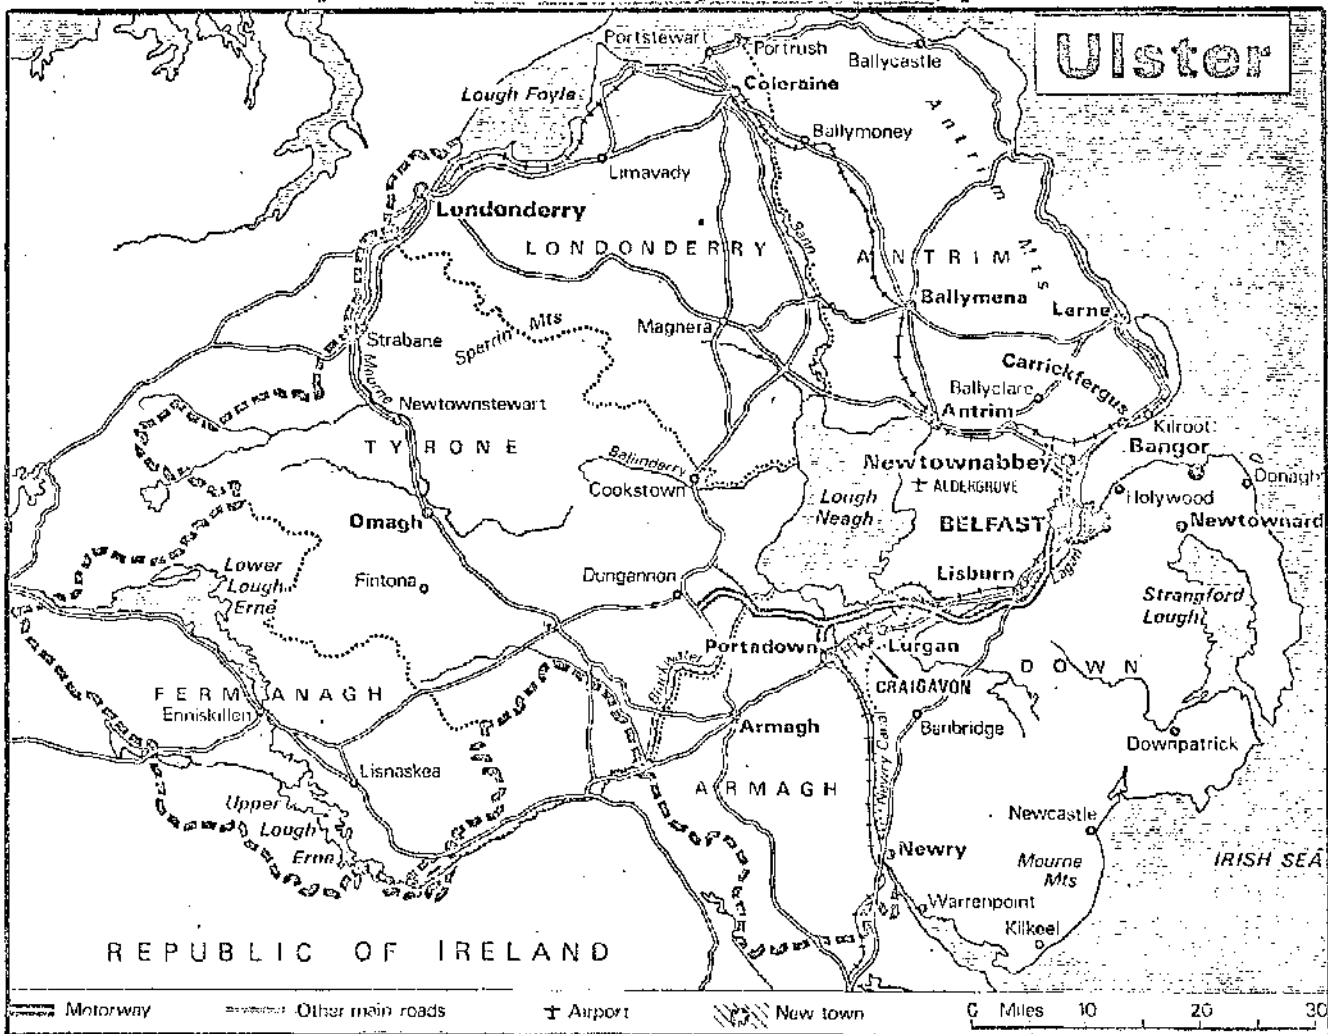 Ulster
Portstewart
Portrush
Ballycastle
Coleraine
Lough Foyle
Antrim
Mts
Ballymoney
Limavady
Londonderry
LONDONDERRY
Bann
ANTRIM
Ballymena
Larne
Magnera
Strabane
Sperrin Mts
Mourne
Carrickfergus
Ballyclare
Antrim
Kilroot
Newtownstewart
TYRONE
Bangor
Ballinderry
Cookstown
Newtownabbey
ALDERGROVE
Donagh
Holywood
Lough
Neagh
Omagh
BELFAST
Newtownard
Lower
Lough
Erne
Fintona
Dungannon
Lisburn
Lagan
Strangford
Lough
Portadown
Lurgan
DOWN
CRAIGAVON
FERMANAGH
Enniskillen
Armagh
Banbridge
Downpatrick
Newry Canal
Lisnaskea
ARMAGH
Upper
Lough
Erne
Newcastle
Newry
Mourne
Mts
IRISH SEA
Warrenpoint
Kilkeel
REPUBLIC OF IRELAND
Motorway
Other main roads
Airport
New town
0 Miles 10 20 30